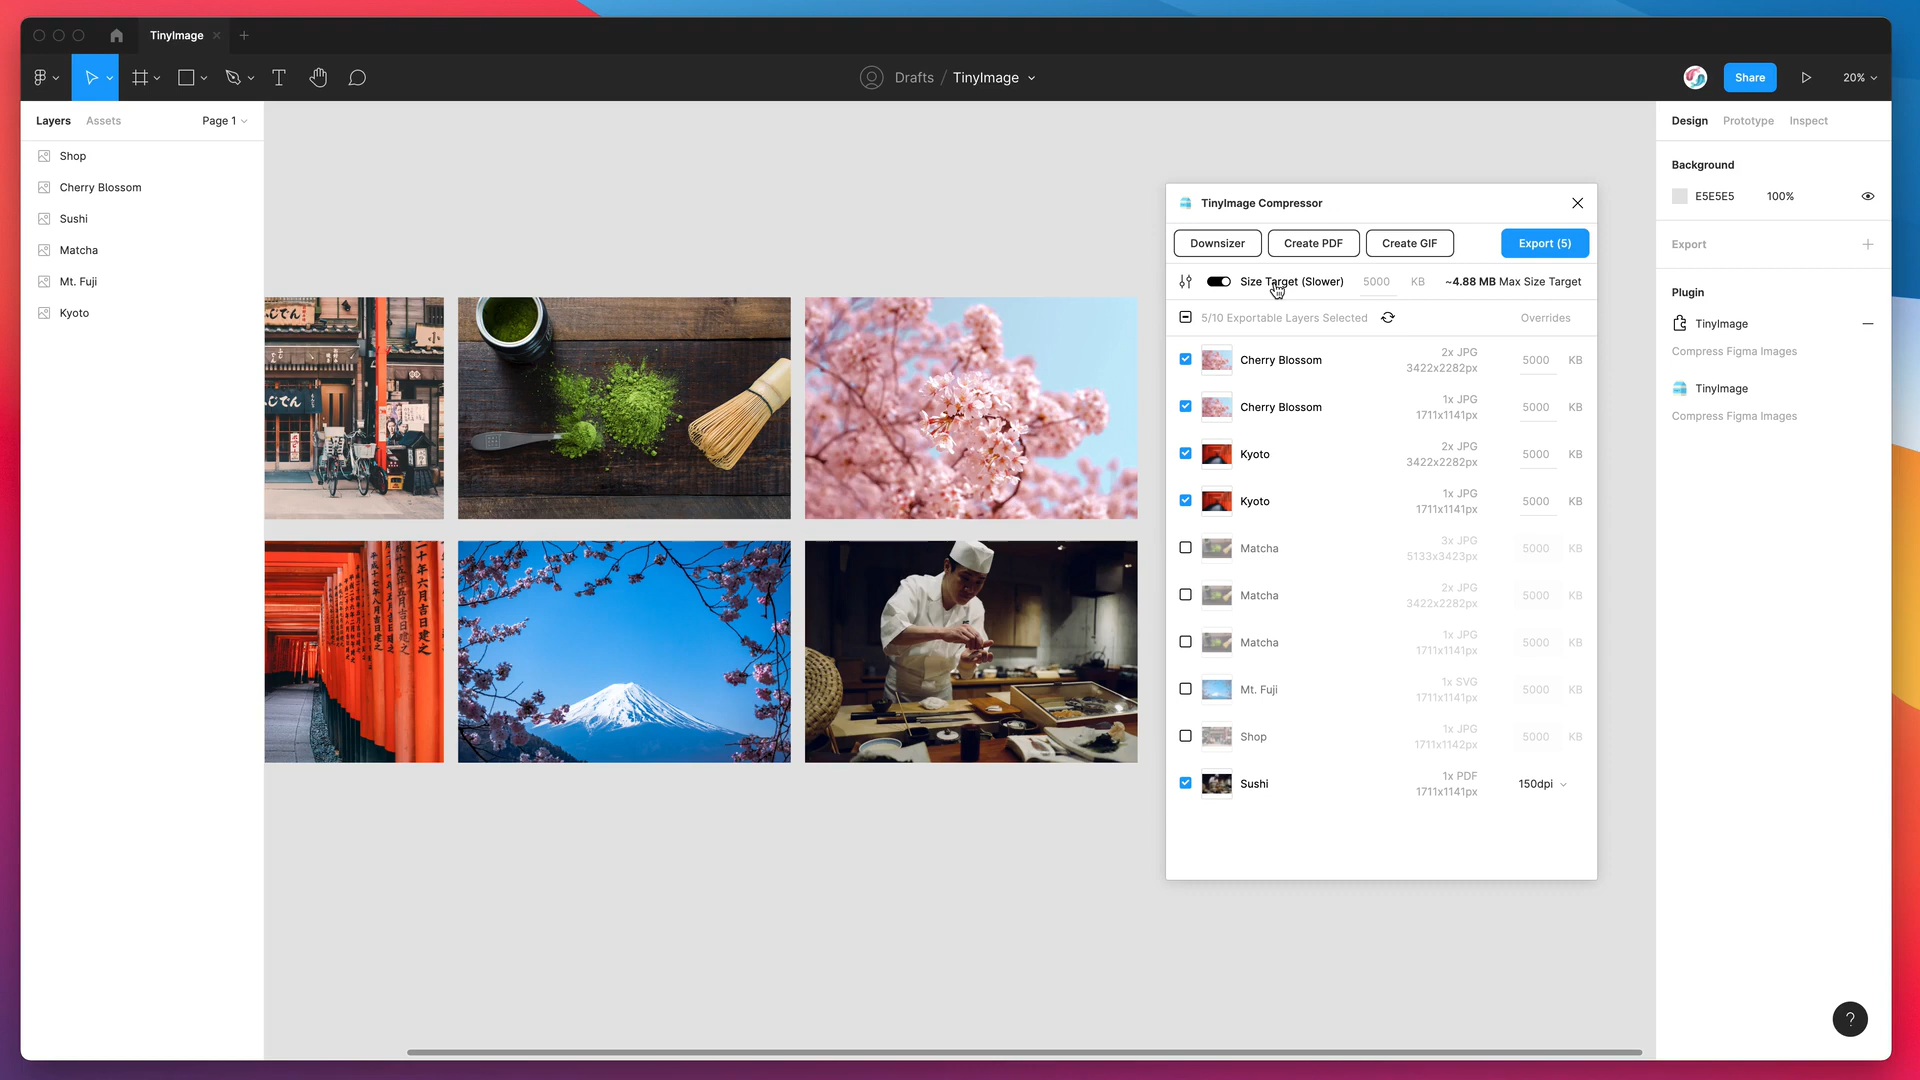 TinyImage
Drafts / TinyImage
Share
20%
Layers
Assets
Page 1
Shop
Cherry Blossom
Sushi
Matcha
Mt. Fuji
Kyoto
TinyImage Compressor
Downsizer
Create PDF
Create GIF
Export (5)
Size Target (Slower)
5000
KB
~4.88 MB Max Size Target
5/10 Exportable Layers Selected
Overrides
Cherry Blossom
2x JPG
3422x2282px
5000
KB
Cherry Blossom
1x JPG
1711x1141px
5000
KB
Kyoto
2x JPG
3422x2282px
5000
KB
Kyoto
1x JPG
1711x1141px
5000
KB
Matcha
3x JPG
5133x3423px
5000
KB
Matcha
2x JPG
3422x2282px
5000
KB
Matcha
1x JPG
1711x1141px
5000
KB
Mt. Fuji
1x SVG
1711x1141px
5000
KB
Shop
1x JPG
1711x1142px
5000
KB
Sushi
1x PDF
1711x1141px
150dpi
Design
Prototype
Inspect
Background
E5E5E5
100%
Export
Plugin
TinyImage
Compress Figma Images
TinyImage
Compress Figma Images
?